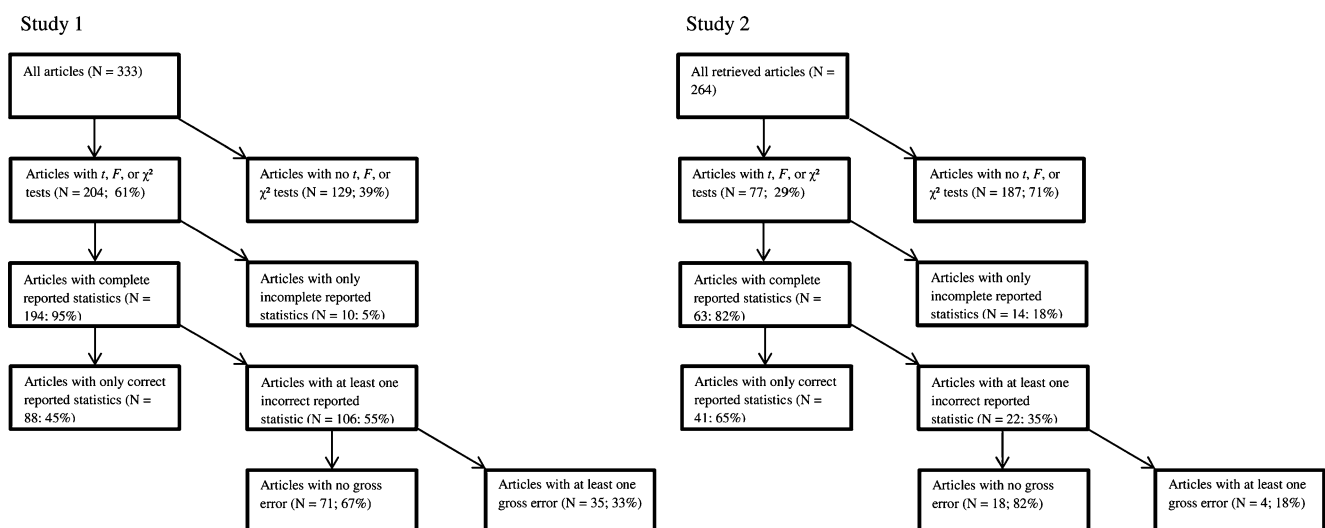 Study 1
All articles (N = 333)
Articles with t, F, or χ²
tests (N = 204;  61%)
Articles with no t, F, or
χ² tests (N = 129; 39%)
Articles with complete
reported statistics (N =
194; 95%)
Articles with only
incomplete reported
statistics (N = 10; 5%)
Articles with only correct
reported statistics (N =
88; 45%)
Articles with at least one
incorrect reported
statistic (N = 106; 55%)
Articles with no gross
error (N = 71; 67%)
Articles with at least one
gross error (N = 35; 33%)
Study 2
All retrieved articles (N =
264)
Articles with t, F, or χ²
tests (N = 77;  29%)
Articles with no t, F, or
χ² tests (N = 187; 71%)
Articles with complete
reported statistics (N =
63; 82%)
Articles with only
incomplete reported
statistics (N = 14; 18%)
Articles with only correct
reported statistics (N =
41; 65%)
Articles with at least one
incorrect reported
statistic (N = 22; 35%)
Articles with no gross
error (N = 18; 82%)
Articles with at least one
gross error (N = 4; 18%)